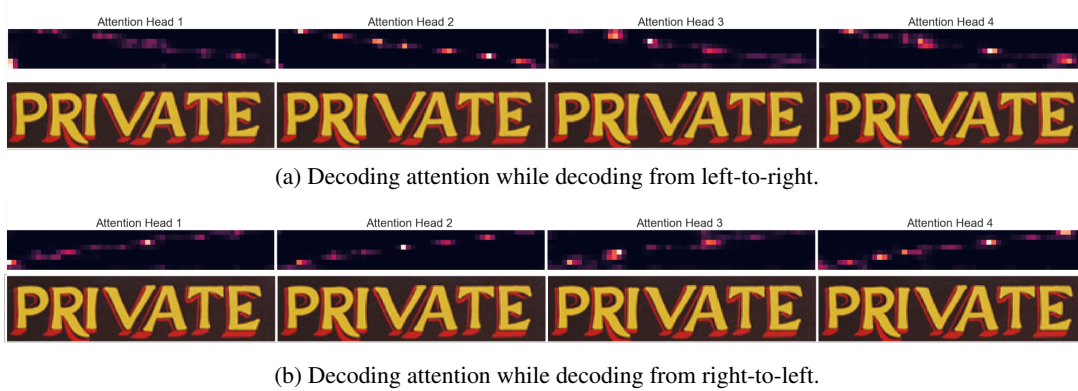 Attention Head 1 Attention Head 2 Attention Head 3 Attention Head 4
PRIVATE PRIVATE PRIVATE PRIVATE
(a) Decoding attention while decoding from left-to-right.
Attention Head 1 Attention Head 2 Attention Head 3 Attention Head 4
PRIVATE PRIVATE PRIVATE PRIVATE
(b) Decoding attention while decoding from right-to-left.